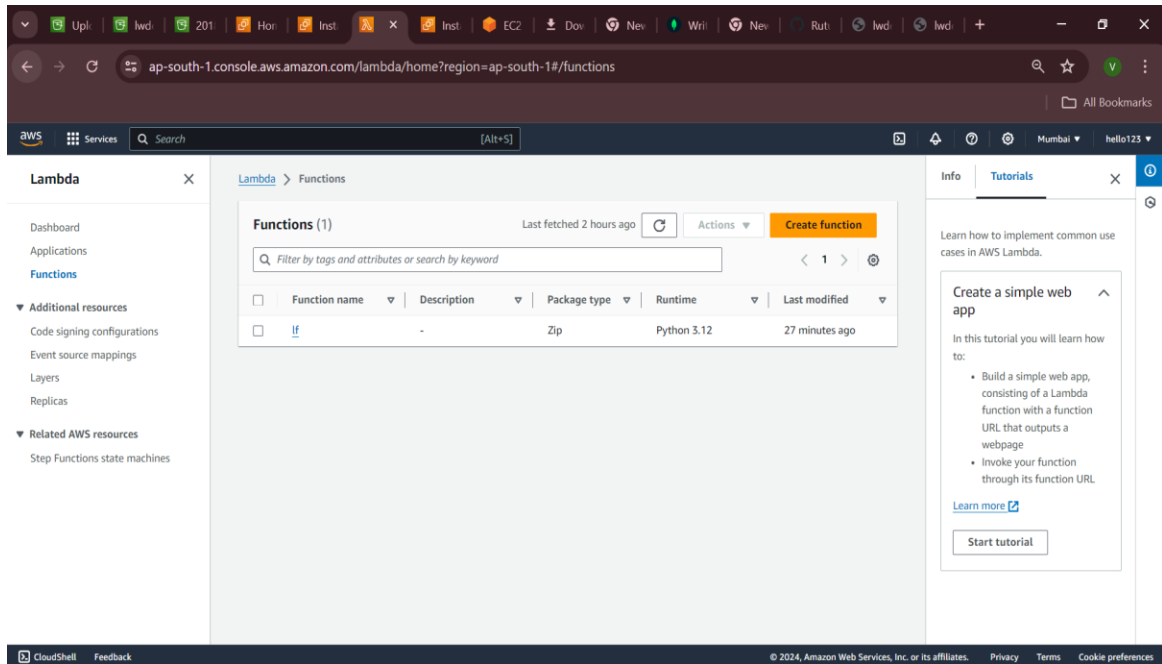 Upl
lwd
201
Hon
Inst
Inst
EC2
Dov
Nev
Writ
Nev
Rut
lwd
lwd
ap-south-1.console.aws.amazon.com/lambda/home?region=ap-south-1#/functions
V
All Bookmarks
aws Services Search [Alt+S] Mumbai hello123
Lambda
Dashboard
Applications
Functions
Additional resources
Code signing configurations
Event source mappings
Layers
Replicas
Related AWS resources
Step Functions state machines
Lambda > Functions
Functions (1) Last fetched 2 hours ago Actions Create function
Filter by tags and attributes or search by keyword 1
Function name Description Package type Runtime Last modified
lf - Zip Python 3.12 27 minutes ago
Info Tutorials
Learn how to implement common use
cases in AWS Lambda.
Create a simple web
app
In this tutorial you will learn how
to:
• Build a simple web app,
consisting of a Lambda
function with a function
URL that outputs a
webpage
• Invoke your function
through its function URL
Learn more
Start tutorial
CloudShell Feedback © 2024, Amazon Web Services, Inc. or its affiliates. Privacy Terms Cookie preferences